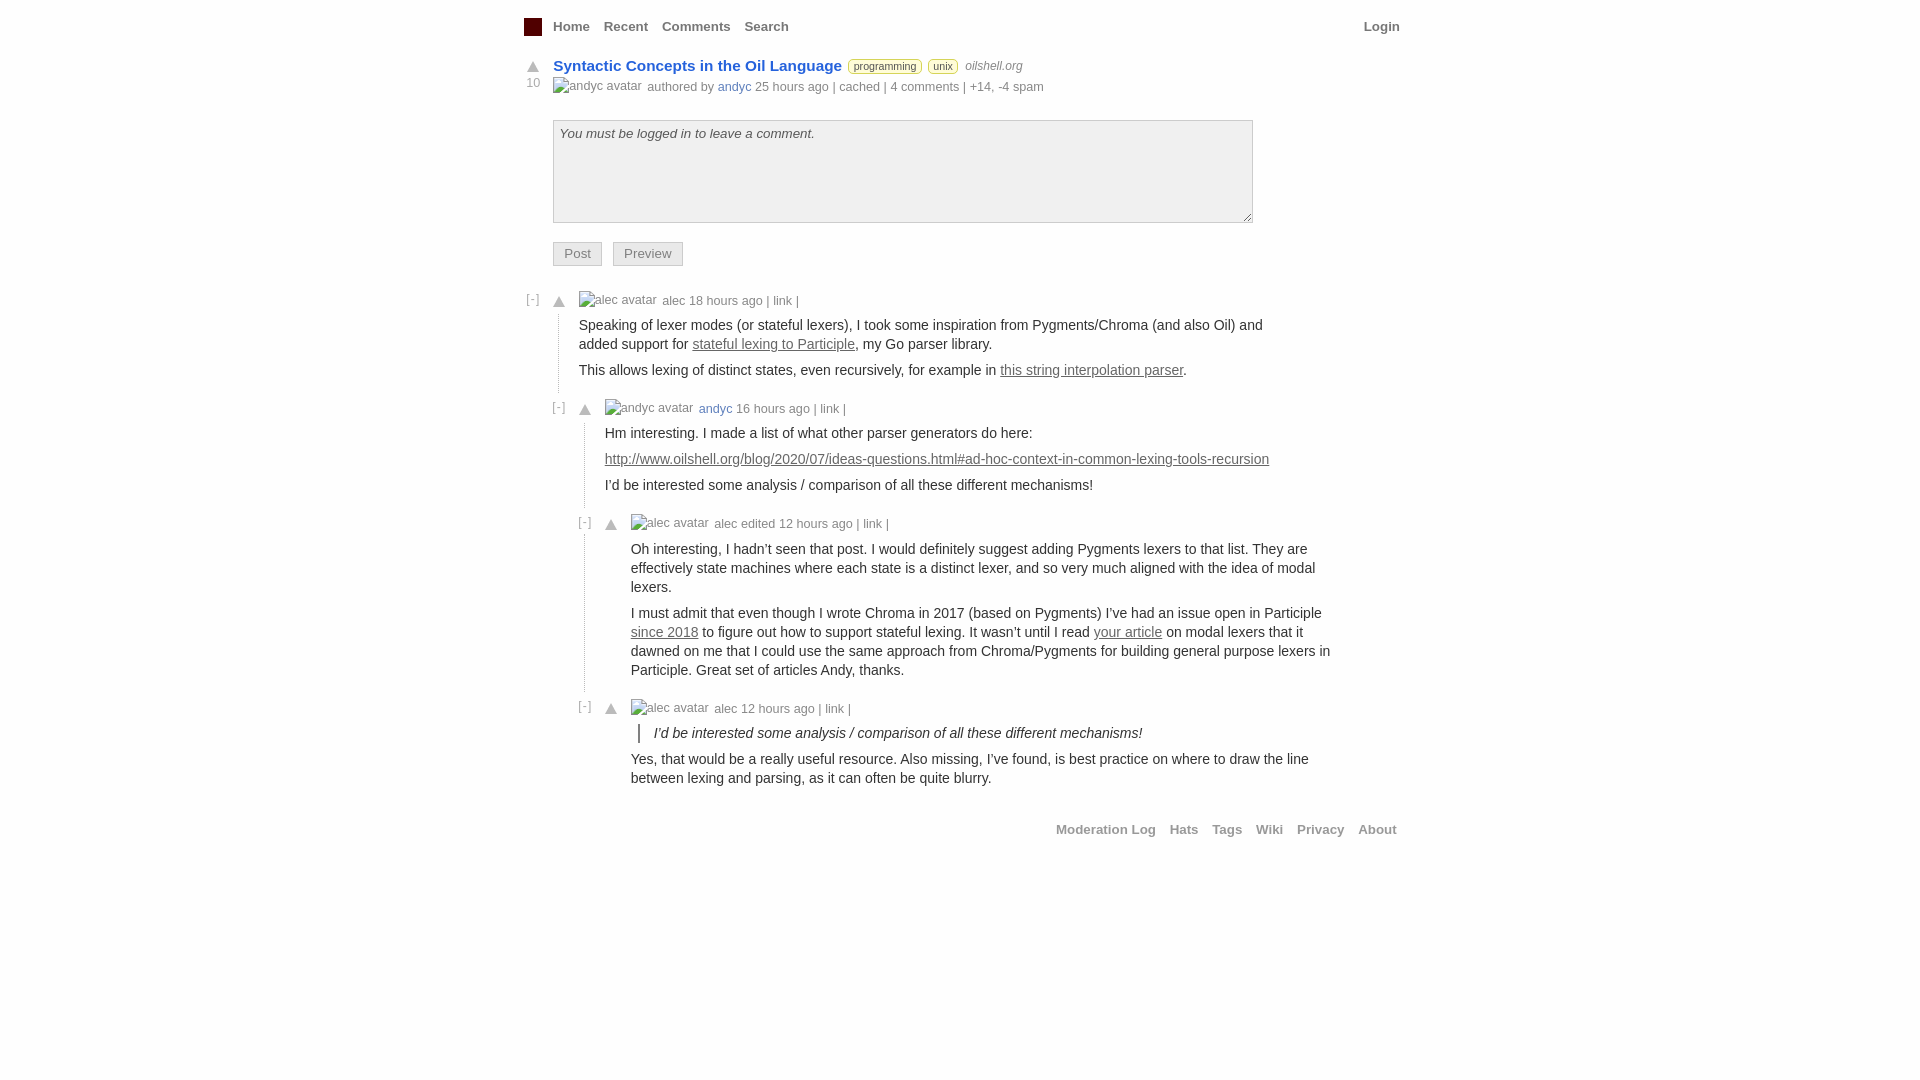 Home Recent Comments Search Login
Syntactic Concepts in the Oil Language programming unix oilshell.org
10 andyc avatar authored by andyc 25 hours ago | cached | 4 comments | +14, -4 spam
You must be logged in to leave a comment.
Post Preview
[-] alec avatar alec 18 hours ago | link |
Speaking of lexer modes (or stateful lexers), I took some inspiration from Pygments/Chroma (and also Oil) and
added support for stateful lexing to Participle, my Go parser library.
This allows lexing of distinct states, even recursively, for example in this string interpolation parser.
[-] andyc avatar andyc 16 hours ago | link |
Hm interesting. I made a list of what other parser generators do here:
http://www.oilshell.org/blog/2020/07/ideas-questions.html#ad-hoc-context-in-common-lexing-tools-recursion
I’d be interested some analysis / comparison of all these different mechanisms!
[-] alec avatar alec edited 12 hours ago | link |
Oh interesting, I hadn’t seen that post. I would definitely suggest adding Pygments lexers to that list. They are
effectively state machines where each state is a distinct lexer, and so very much aligned with the idea of modal
lexers.
I must admit that even though I wrote Chroma in 2017 (based on Pygments) I’ve had an issue open in Participle
since 2018 to figure out how to support stateful lexing. It wasn’t until I read your article on modal lexers that it
dawned on me that I could use the same approach from Chroma/Pygments for building general purpose lexers in
Participle. Great set of articles Andy, thanks.
[-] alec avatar alec 12 hours ago | link |
I’d be interested some analysis / comparison of all these different mechanisms!
Yes, that would be a really useful resource. Also missing, I’ve found, is best practice on where to draw the line
between lexing and parsing, as it can often be quite blurry.
Moderation Log Hats Tags Wiki Privacy About